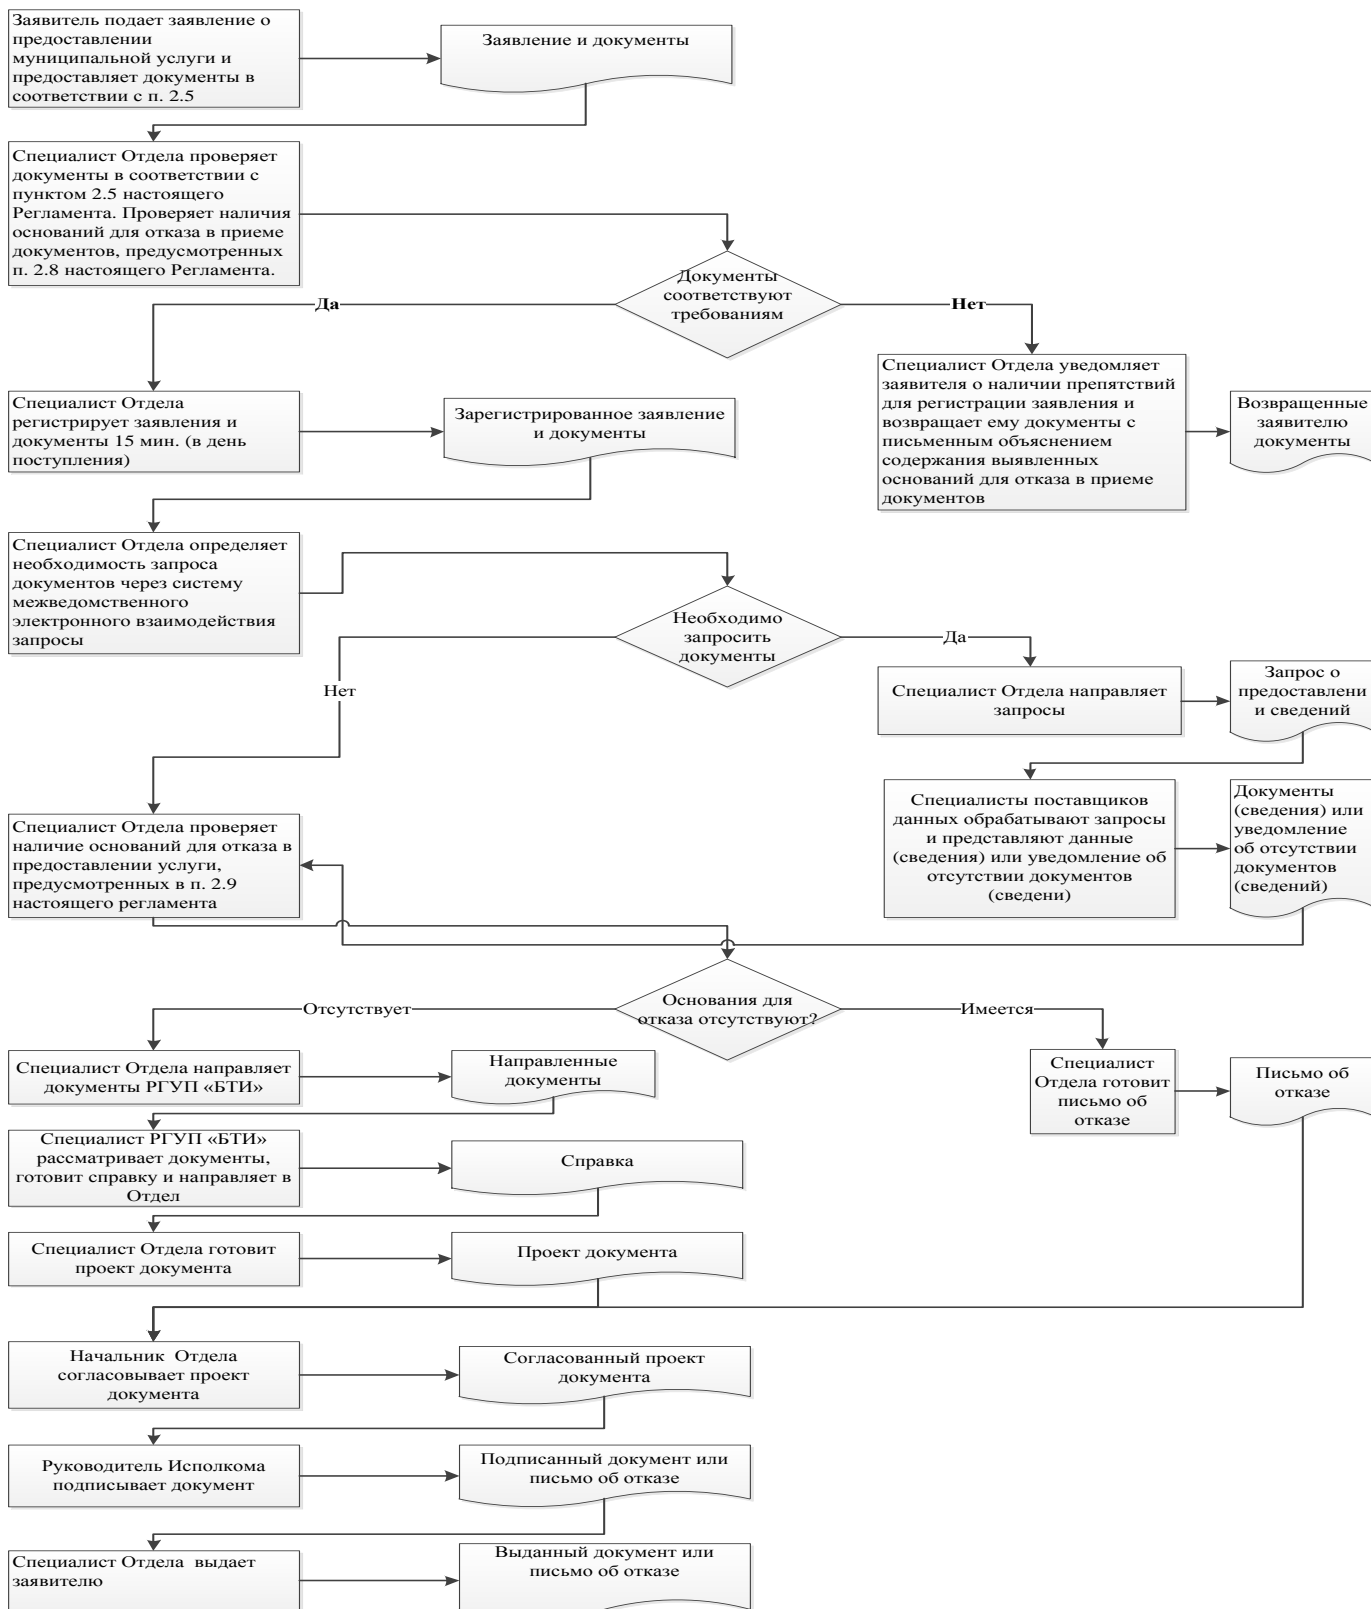 Заявитель подает заявление о
предоставлении
муниципальной услуги и
предоставляет документы в
соответствии с п. 2.5
Заявление и документы
Специалист Отдела проверяет
документы в соответствии с
пунктом 2.5 настоящего
Регламента. Проверяет наличия
оснований для отказа в приеме
документов, предусмотренных
п. 2.8 настоящего Регламента.
Документы
соответствуют
требованиям
Да
Нет
Специалист Отдела
регистрирует заявления и
документы 15 мин. (в день
поступления)
Зарегистрированное заявление
и документы
Специалист Отдела уведомляет
заявителя о наличии препятствий
для регистрации заявления и
возвращает ему документы с
письменным объяснением
содержания выявленных
оснований для отказа в приеме
документов
Возвращенные
заявителю
документы
Специалист Отдела определяет
необходимость запроса
документов через систему
межведомственного
электронного взаимодействия
запросы
Необходимо
запросить
документы
Да
Нет
Специалист Отдела направляет
запросы
Запрос о
предоставлени
и сведений
Специалисты поставщиков
данных обрабатывают запросы
и представляют данные
(сведения) или уведомление об
отсутствии документов
(сведени)
Документы
(сведения) или
уведомление
об отсутствии
документов
(сведений)
Специалист Отдела проверяет
наличие оснований для отказа в
предоставлении услуги,
предусмотренных в п. 2.9
настоящего регламента
Основания для
отказа отсутствуют?
Отсутствует
Имеется
Специалист Отдела направляет
документы РГУП «БТИ»
Направленные
документы
Специалист
Отдела готовит
письмо об
отказе
Письмо об
отказе
Специалист РГУП «БТИ»
рассматривает документы,
готовит справку и направляет в
Отдел
Справка
Специалист Отдела готовит
проект документа
Проект документа
Начальник  Отдела
согласовывает проект
документа
Согласованный проект
документа
Руководитель Исполкома
подписывает документ
Подписанный документ или
письмо об отказе
Специалист Отдела  выдает
заявителю
Выданный документ или
письмо об отказе